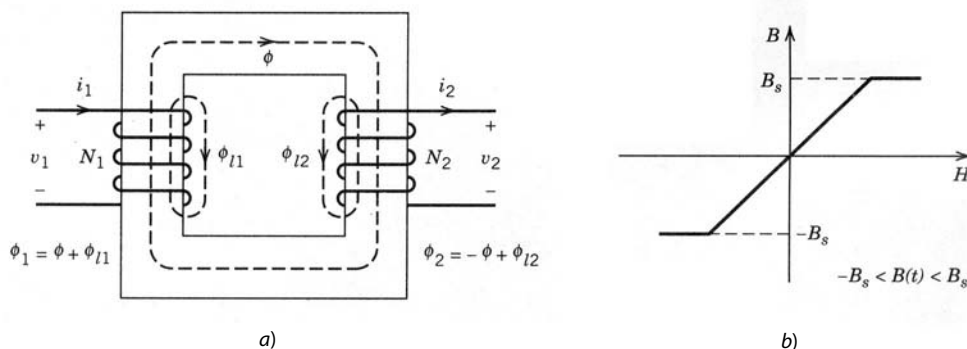 ϕ
i₁
+
v₁
−
N₁
ϕₗ₁
ϕₗ₂
i₂
+
v₂
−
N₂
ϕ₁ = ϕ + ϕₗ₁
ϕ₂ = −ϕ + ϕₗ₂
a)
B
Bₛ
H
−Bₛ
−Bₛ < B(t) < Bₛ
b)